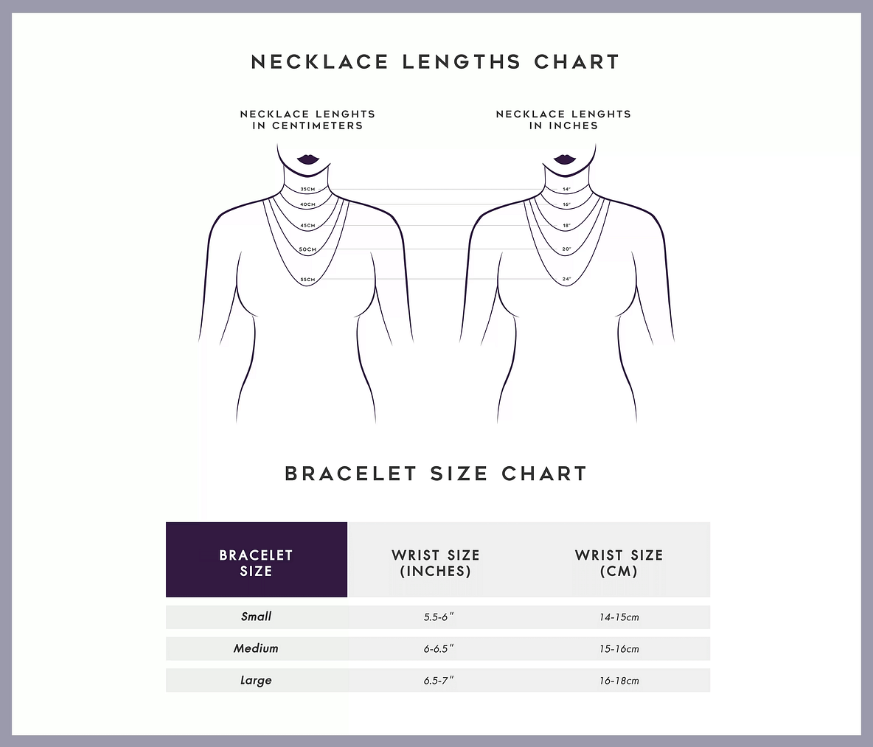 NECKLACE LENGTHS CHART
NECKLACE LENGHTS
IN CENTIMETERS
NECKLACE LENGHTS
IN INCHES
35CM
14"
40CM
16"
45CM
18"
50CM
20"
55CM
24"
BRACELET SIZE CHART
BRACELET
SIZE
WRIST SIZE
(INCHES)
WRIST SIZE
(CM)
Small
5.5-6"
14-15cm
Medium
6-6.5"
15-16cm
Large
6.5-7"
16-18cm